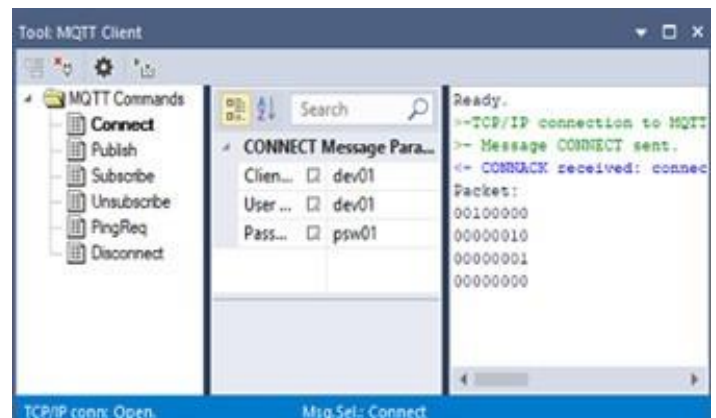 Tool: MQTT Client
MQTT Commands
Connect
Publish
Subscribe
Unsubscribe
PingReq
Disconnect
Search
CONNECT Message Para...
Clien... dev01
User ... dev01
Pass... psw01
Ready.
>-TCP/IP connection to MQTT
>- Message CONNECT sent.
<- CONNACK received: connec
Packet:
00100000
00000010
00000001
00000000
TCP/IP conn: Open.
Msg.Sel.: Connect